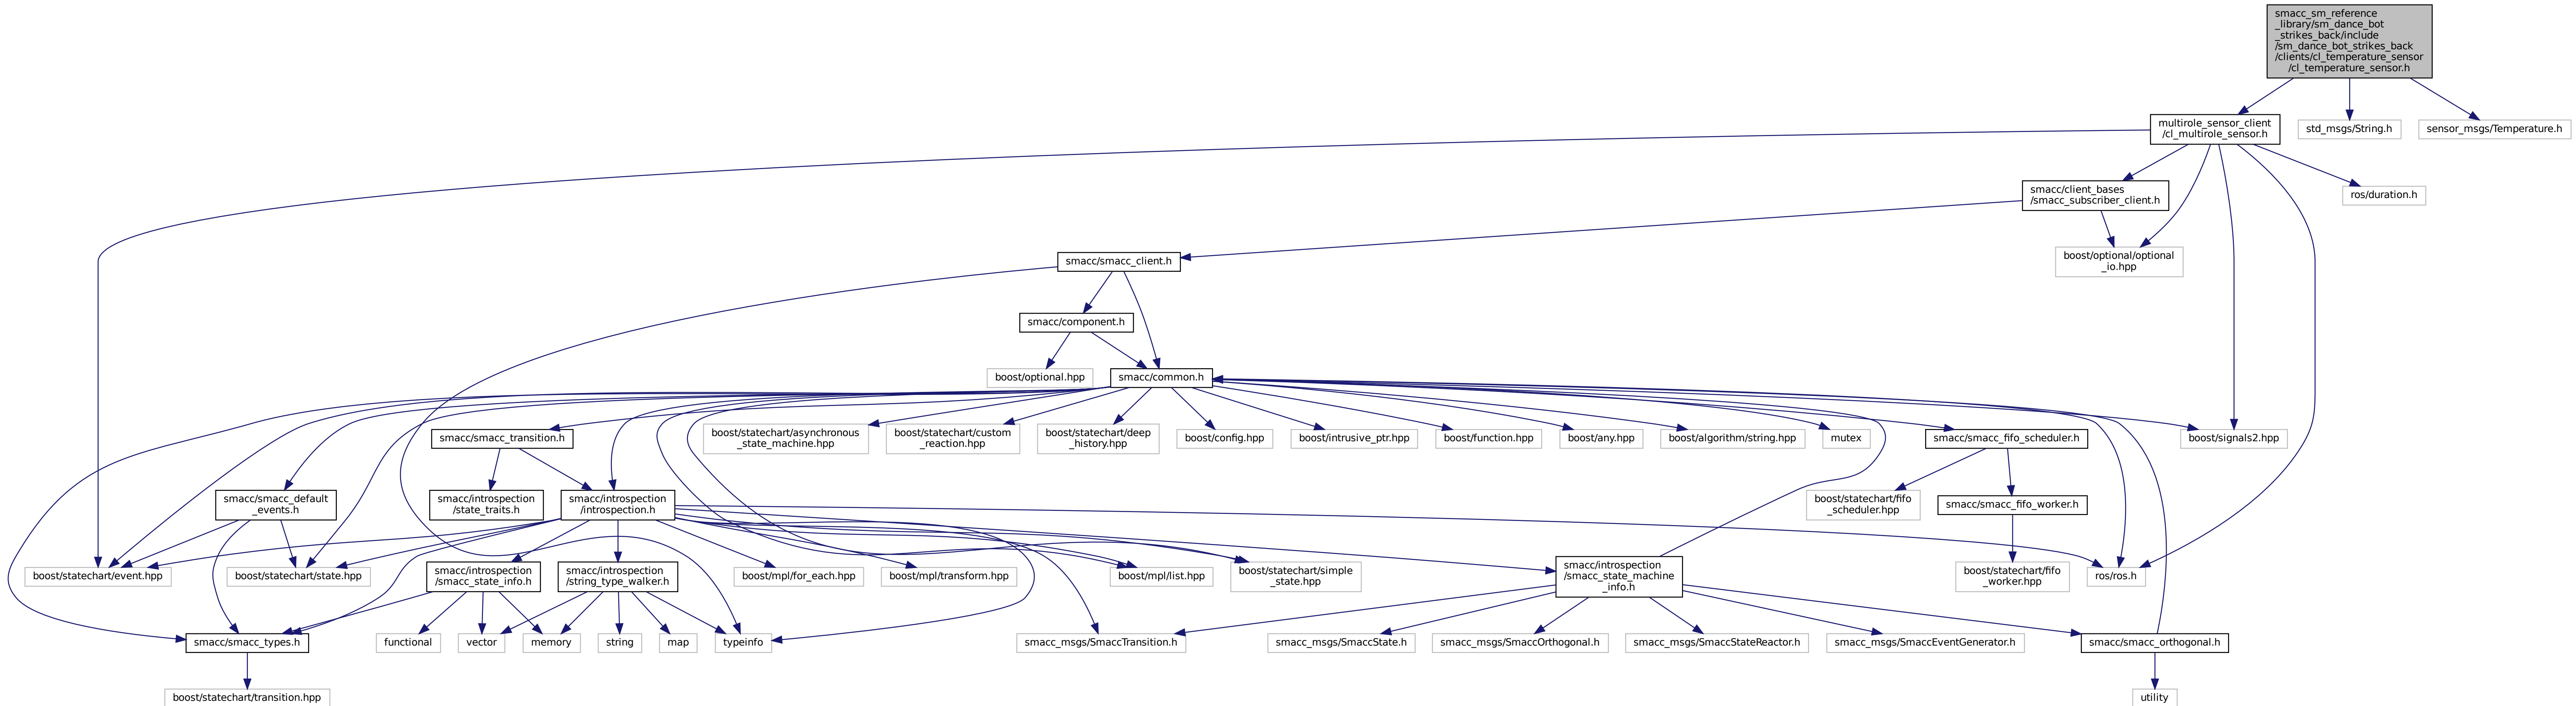 smacc_sm_reference
_library/sm_dance_bot
_strikes_back/include
/sm_dance_bot_strikes_back
/clients/cl_temperature_sensor
/cl_temperature_sensor.h
multirole_sensor_client
/cl_multirole_sensor.h
std_msgs/String.h
sensor_msgs/Temperature.h
smacc/client_bases
/smacc_subscriber_client.h
ros/duration.h
smacc/smacc_client.h
boost/optional/optional
_io.hpp
smacc/component.h
boost/optional.hpp
smacc/common.h
smacc/smacc_transition.h
boost/statechart/asynchronous
_state_machine.hpp
boost/statechart/custom
_reaction.hpp
boost/statechart/deep
_history.hpp
boost/config.hpp
boost/intrusive_ptr.hpp
boost/function.hpp
boost/any.hpp
boost/algorithm/string.hpp
mutex
smacc/smacc_fifo_scheduler.h
boost/signals2.hpp
smacc/smacc_default
_events.h
smacc/introspection
/state_traits.h
smacc/introspection
/introspection.h
boost/statechart/fifo
_scheduler.hpp
smacc/smacc_fifo_worker.h
boost/statechart/event.hpp
boost/statechart/state.hpp
smacc/introspection
/smacc_state_info.h
smacc/introspection
/string_type_walker.h
boost/mpl/for_each.hpp
boost/mpl/transform.hpp
boost/mpl/list.hpp
boost/statechart/simple
_state.hpp
smacc/introspection
/smacc_state_machine
_info.h
boost/statechart/fifo
_worker.hpp
ros/ros.h
smacc/smacc_types.h
functional
vector
memory
string
map
typeinfo
smacc_msgs/SmaccTransition.h
smacc_msgs/SmaccState.h
smacc_msgs/SmaccOrthogonal.h
smacc_msgs/SmaccStateReactor.h
smacc_msgs/SmaccEventGenerator.h
smacc/smacc_orthogonal.h
boost/statechart/transition.hpp
utility